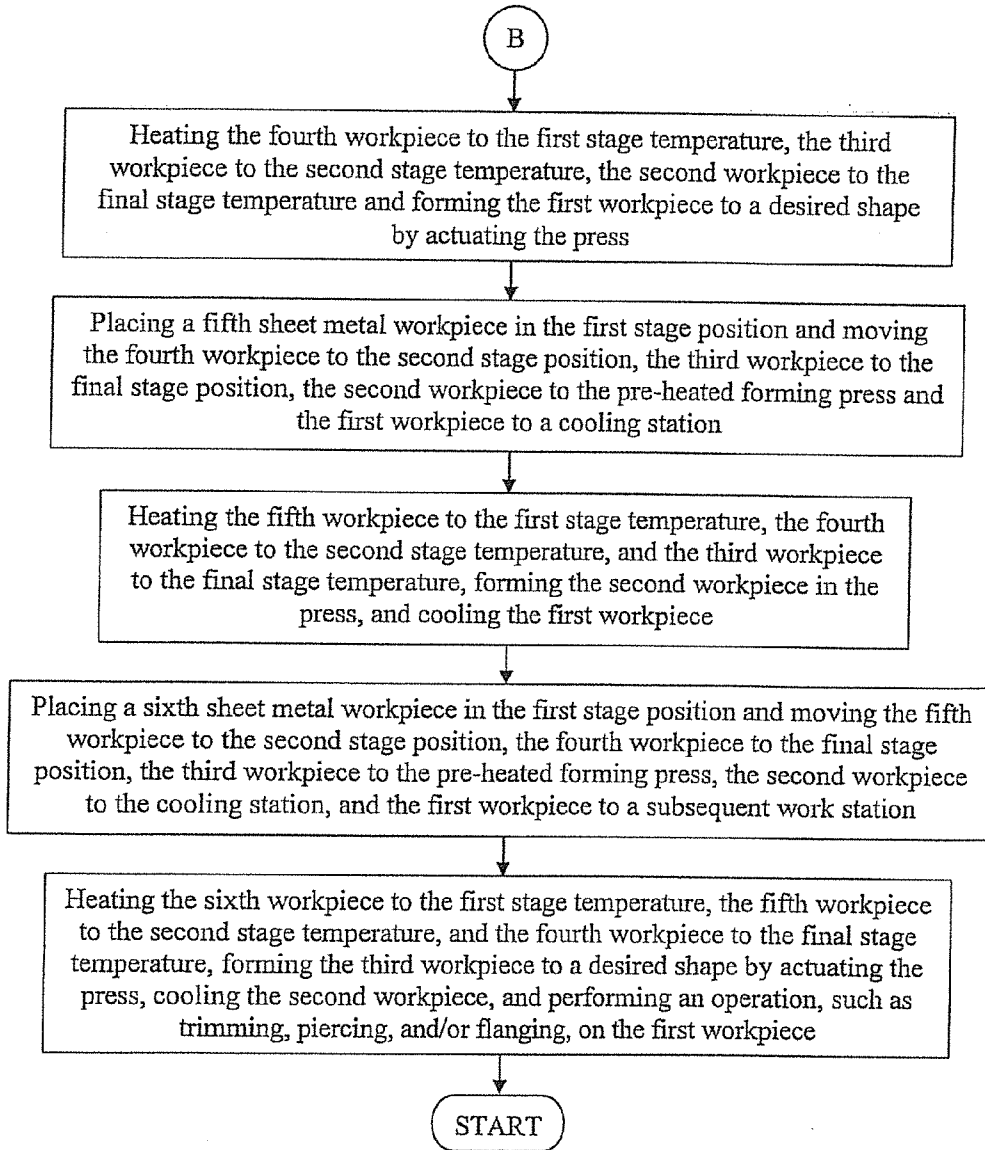 B
Heating the fourth workpiece to the first stage temperature, the third
workpiece to the second stage temperature, the second workpiece to the
final stage temperature and forming the first workpiece to a desired shape
by actuating the press
Placing a fifth sheet metal workpiece in the first stage position and moving
the fourth workpiece to the second stage position, the third workpiece to the
final stage position, the second workpiece to the pre-heated forming press and
the first workpiece to a cooling station
Heating the fifth workpiece to the first stage temperature, the fourth
workpiece to the second stage temperature, and the third workpiece
to the final stage temperature, forming the second workpiece in the
press, and cooling the first workpiece
Placing a sixth sheet metal workpiece in the first stage position and moving the fifth
workpiece to the second stage position, the fourth workpiece to the final stage
position, the third workpiece to the pre-heated forming press, the second workpiece
to the cooling station, and the first workpiece to a subsequent work station
Heating the sixth workpiece to the first stage temperature, the fifth workpiece
to the second stage temperature, and the fourth workpiece to the final stage
temperature, forming the third workpiece to a desired shape by actuating the
press, cooling the second workpiece, and performing an operation, such as
trimming, piercing, and/or flanging, on the first workpiece
START